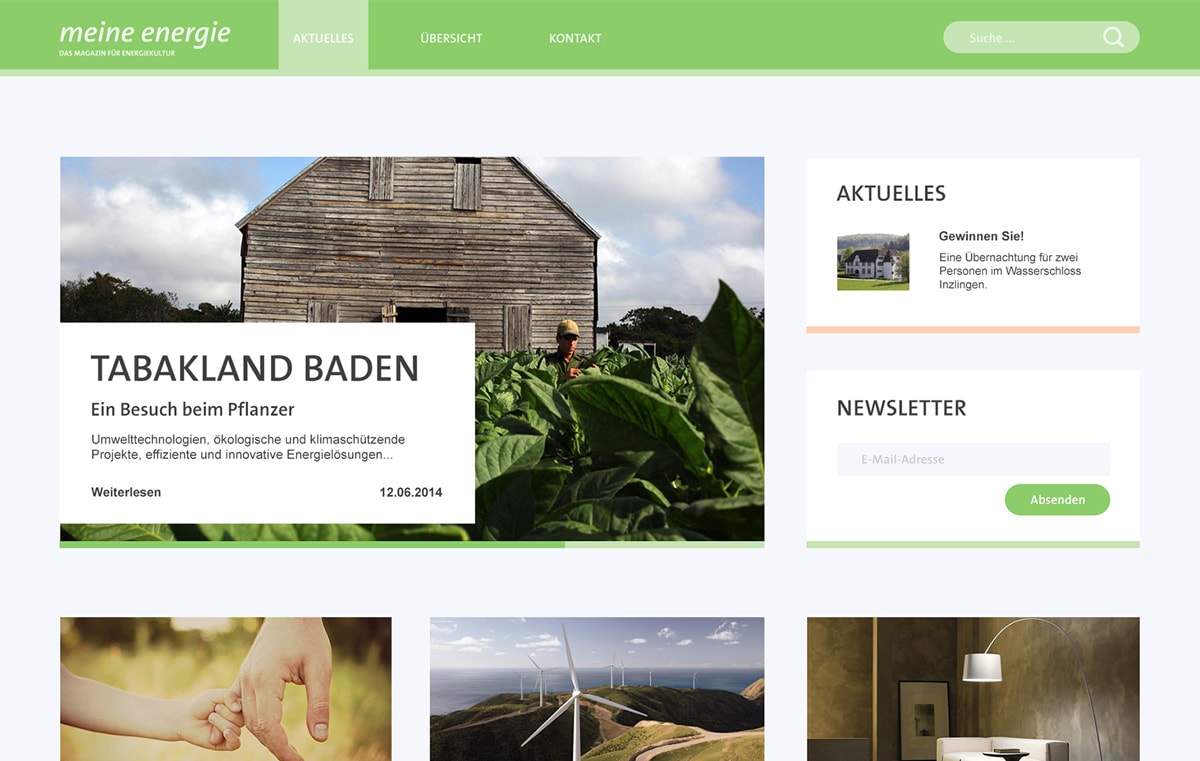 meine energie
DAS MAGAZIN FÜR ENERGIEKULTUR
AKTUELLES
ÜBERSICHT
KONTAKT
Suche ...
TABAKLAND BADEN
Ein Besuch beim Pflanzer
Umwelttechnologien, ökologische und klimaschützende
Projekte, effiziente und innovative Energielösungen...
Weiterlesen
12.06.2014
AKTUELLES
Gewinnen Sie!
Eine Übernachtung für zwei
Personen im Wasserschloss
Inzlingen.
NEWSLETTER
E-Mail-Adresse
Absenden